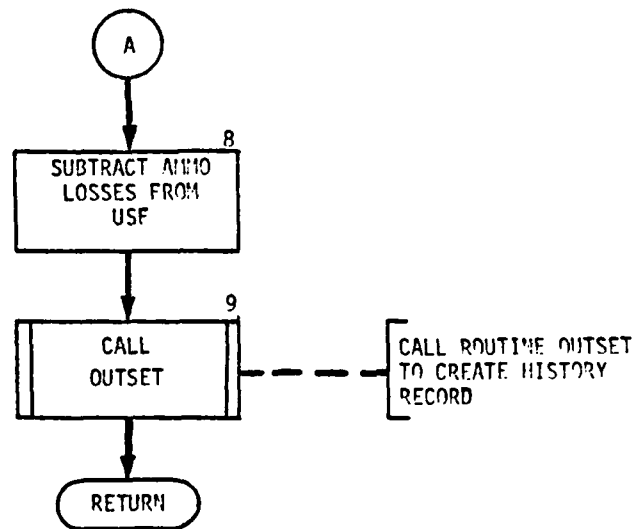 A
8
SUBTRACT AMMO
LOSSES FROM
USF
9
CALL
OUTSET
CALL ROUTINE OUTSET
TO CREATE HISTORY
RECORD
RETURN